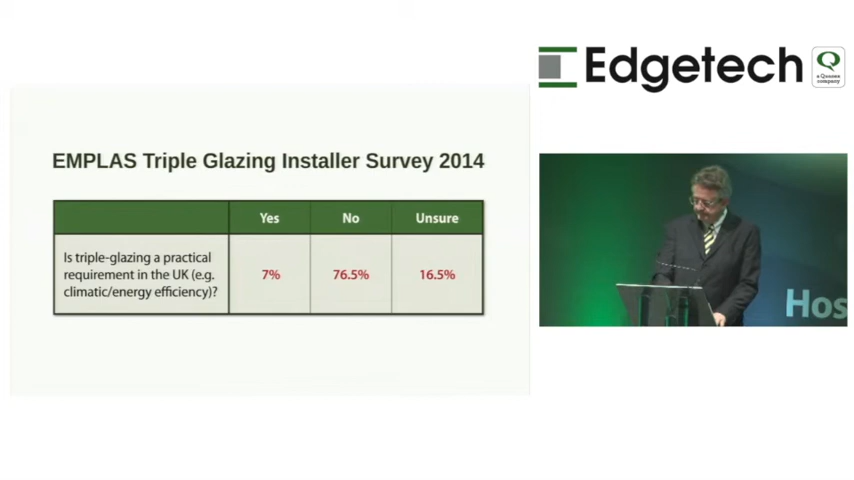 Edgetech
Q
a Quanex
company
EMPLAS Triple Glazing Installer Survey 2014
Yes No Unsure
Is triple-glazing a practical
requirement in the UK (e.g.
climatic/energy efficiency)?
7% 76.5% 16.5%
Hos